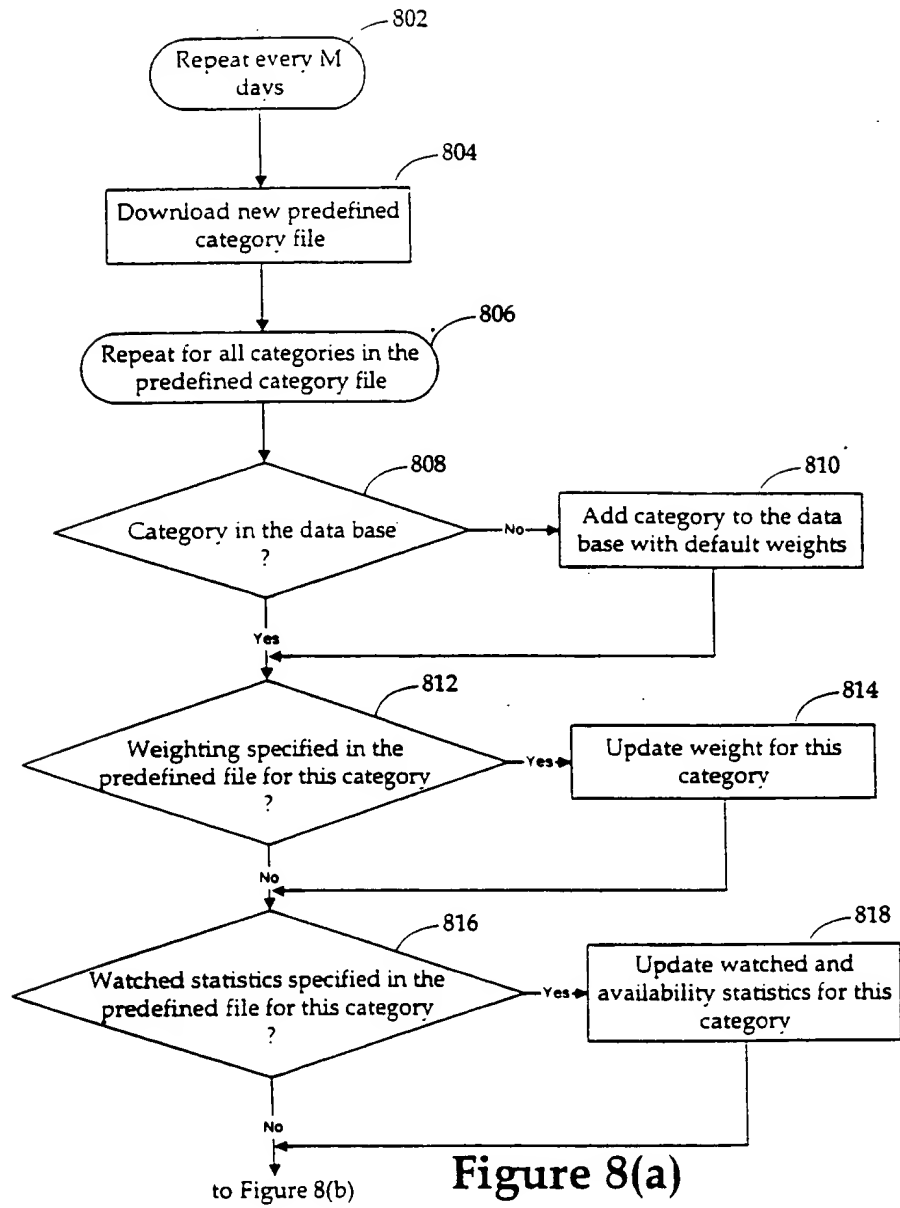 802
Repeat every M
days
804
Download new predefined
category file
806
Repeat for all categories in the
predefined category file
808
Category in the data base
?
No
810
Add category to the data
base with default weights
Yes
812
Weighting specified in the
predefined file for this category
?
Yes
814
Update weight for this
category
No
816
Watched statistics specified in the
predefined file for this category
?
Yes
818
Update watched and
availability statistics for this
category
No
to Figure 8(b)
Figure 8(a)